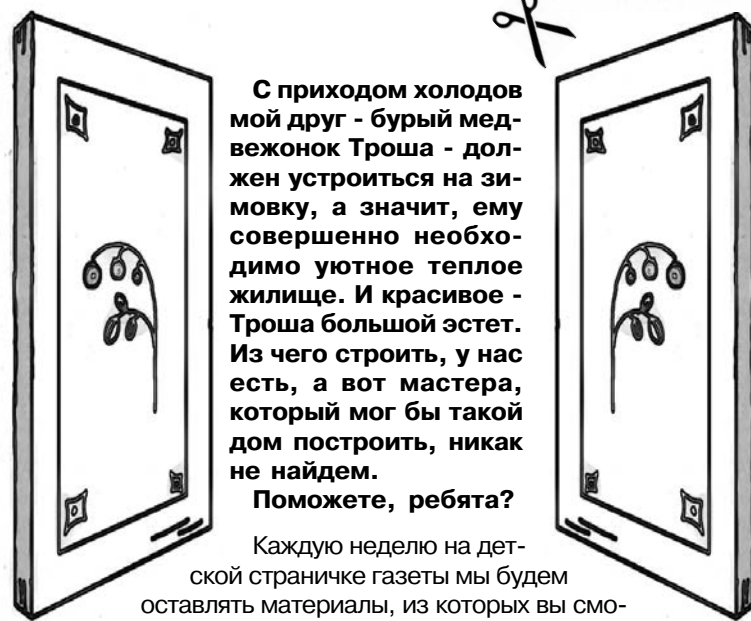 С приходом холодов
мой друг - бурый мед-
вежонок Троша - дол-
жен устроиться на зи-
мовку, а значит, ему
совершенно необхо-
димо уютное теплое
жилище. И красивое -
Троша большой эстет.
Из чего строить, у нас
есть, а вот мастера,
который мог бы такой
дом построить, никак
не найдем.
Поможете, ребята?
Каждую неделю на дет-
ской страничке газеты мы будем
оставлять материалы, из которых вы смо-